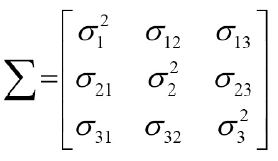 σ₁² σ₁₂ σ₁₃
∑ = σ₂₁ σ₂² σ₂₃
σ₃₁ σ₃₂ σ₃²